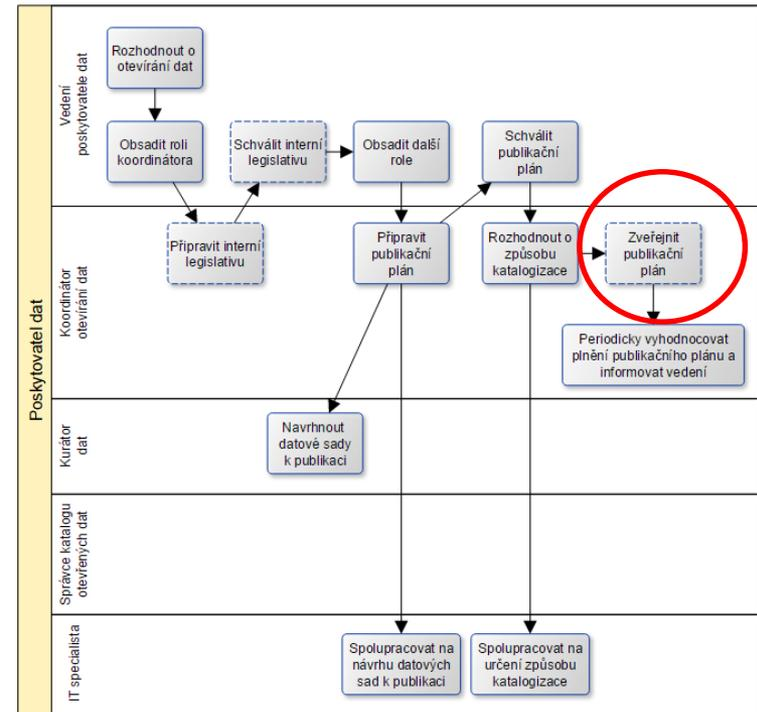 Poskytovatel dat
Vedení
poskytovatele dat
Rozhodnout o
otevírání dat
Obsadit roli
koordinátora
Schválit interní
legislativu
Obsadit další
role
Schválit
publikační
plán
Koordinátor
otevírání dat
Připravit interní
legislativu
Připravit
publikační
plán
Rozhodnout o
způsobu
katalogizace
Zveřejnit
publikační
plán
Periodicky vyhodnocovat
plnění publikačního plánu a
informovat vedení
Kurátor
dat
Navrhnout
datové sady
k publikaci
Správce katalogu
otevřených dat
IT specialista
Spolupracovat na
návrhu datových
sad k publikaci
Spolupracovat na
určení způsobu
katalogizace